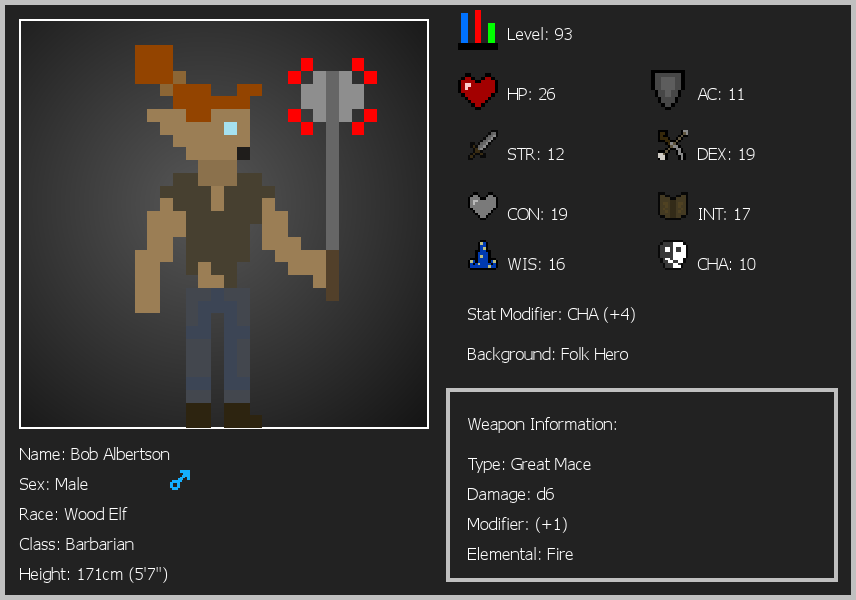 Level: 93
HP: 26
AC: 11
STR: 12
DEX: 19
CON: 19
INT: 17
WIS: 16
CHA: 10
Stat Modifier: CHA (+4)
Background: Folk Hero
Weapon Information:
Type: Great Mace
Damage: d6
Modifier: (+1)
Elemental: Fire
Name: Bob Albertson
Sex: Male
Race: Wood Elf
Class: Barbarian
Height: 171cm (5'7")